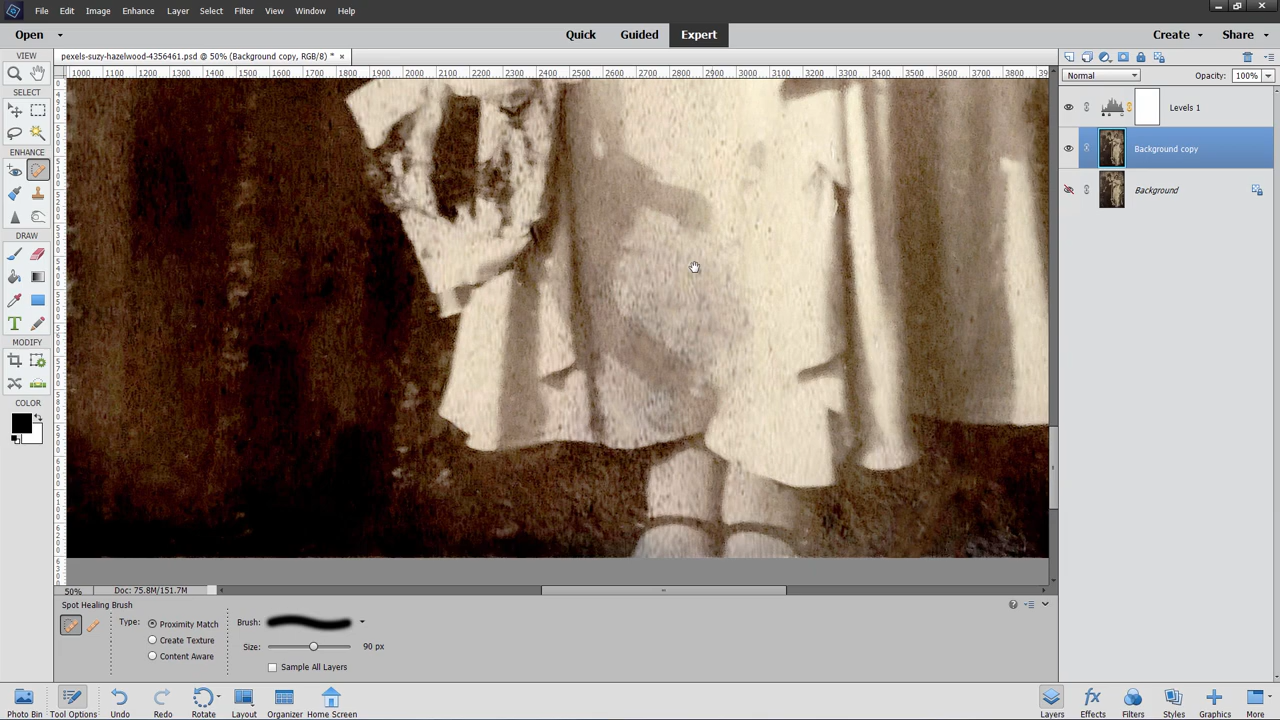 File Edit Image Enhance Layer Select Filter View Window Help
Open Quick Guided Expert Create Share
pexels-suzy-hazelwood-4356461.psd @ 50% (Background copy, RGB/8) * ×
VIEW
SELECT
ENHANCE
DRAW
MODIFY
COLOR
1000 1100 1200 1300 1400 1500 1600 1700 1800 1900 2000 2100 2200 2300 2400 2500 2600 2700 2800 2900 3000 3100 3200 3300 3400 3500 3600 3700 3800
Normal Opacity: 100%
Levels 1
Background copy
Background
50% Doc: 75.8M/151.7M
Spot Healing Brush
Type: Proximity Match
Create Texture
Content Aware
Brush:
Size: 90 px
Sample All Layers
Photo Bin Tool Options Undo Redo Rotate Layout Organizer Home Screen Layers Effects Filters Styles Graphics More